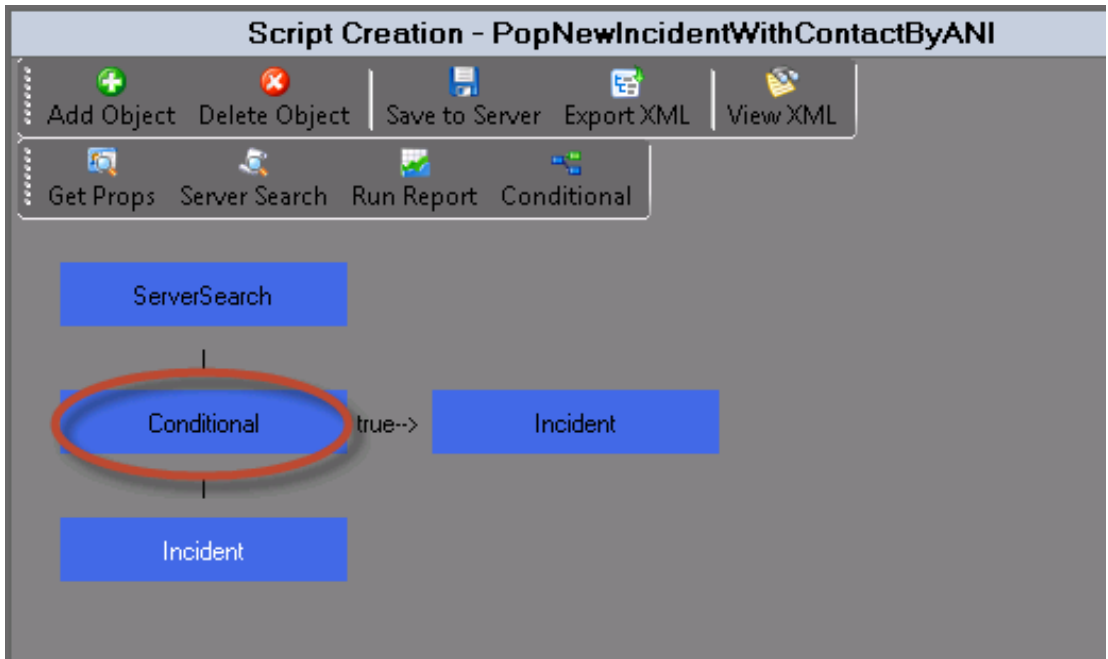 Script Creation - PopNewIncidentWithContactByANI
Add Object Delete Object Save to Server Export XML View XML
Get Props Server Search Run Report Conditional
ServerSearch
Conditional true--> Incident
Incident